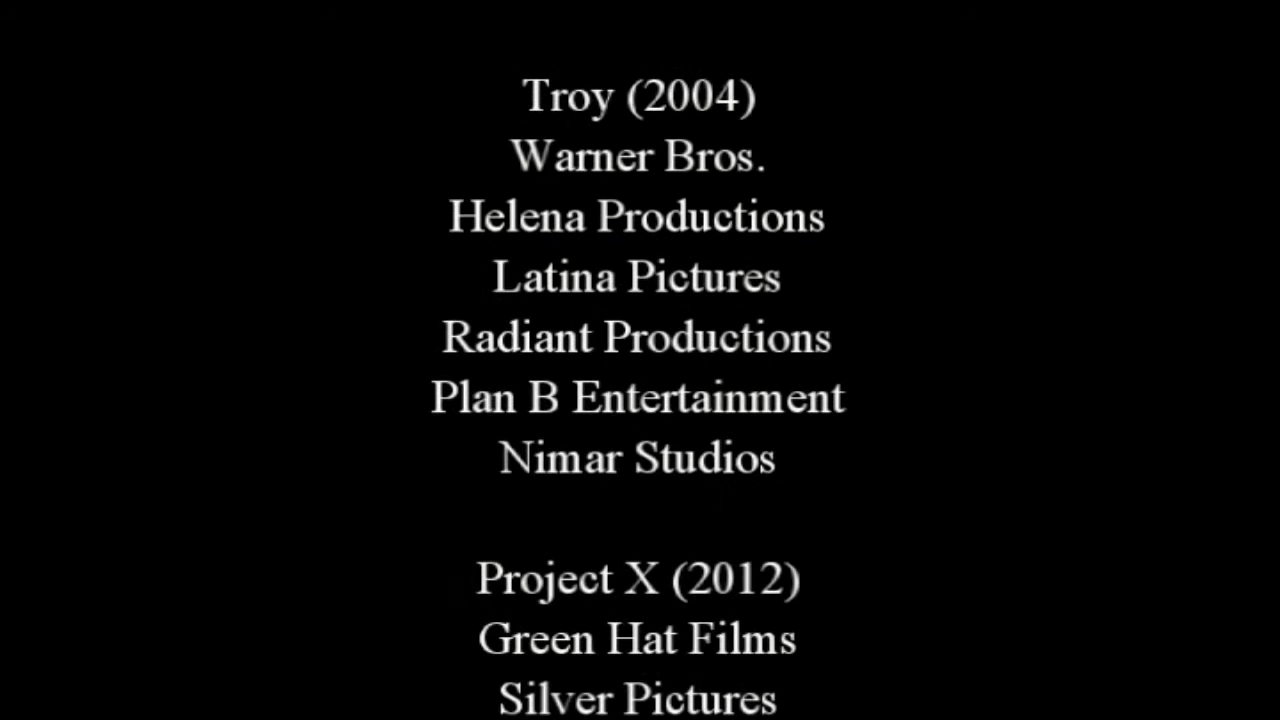 Troy (2004)
Warner Bros.
Helena Productions
Latina Pictures
Radiant Productions
Plan B Entertainment
Nimar Studios
Project X (2012)
Green Hat Films
Silver Pictures